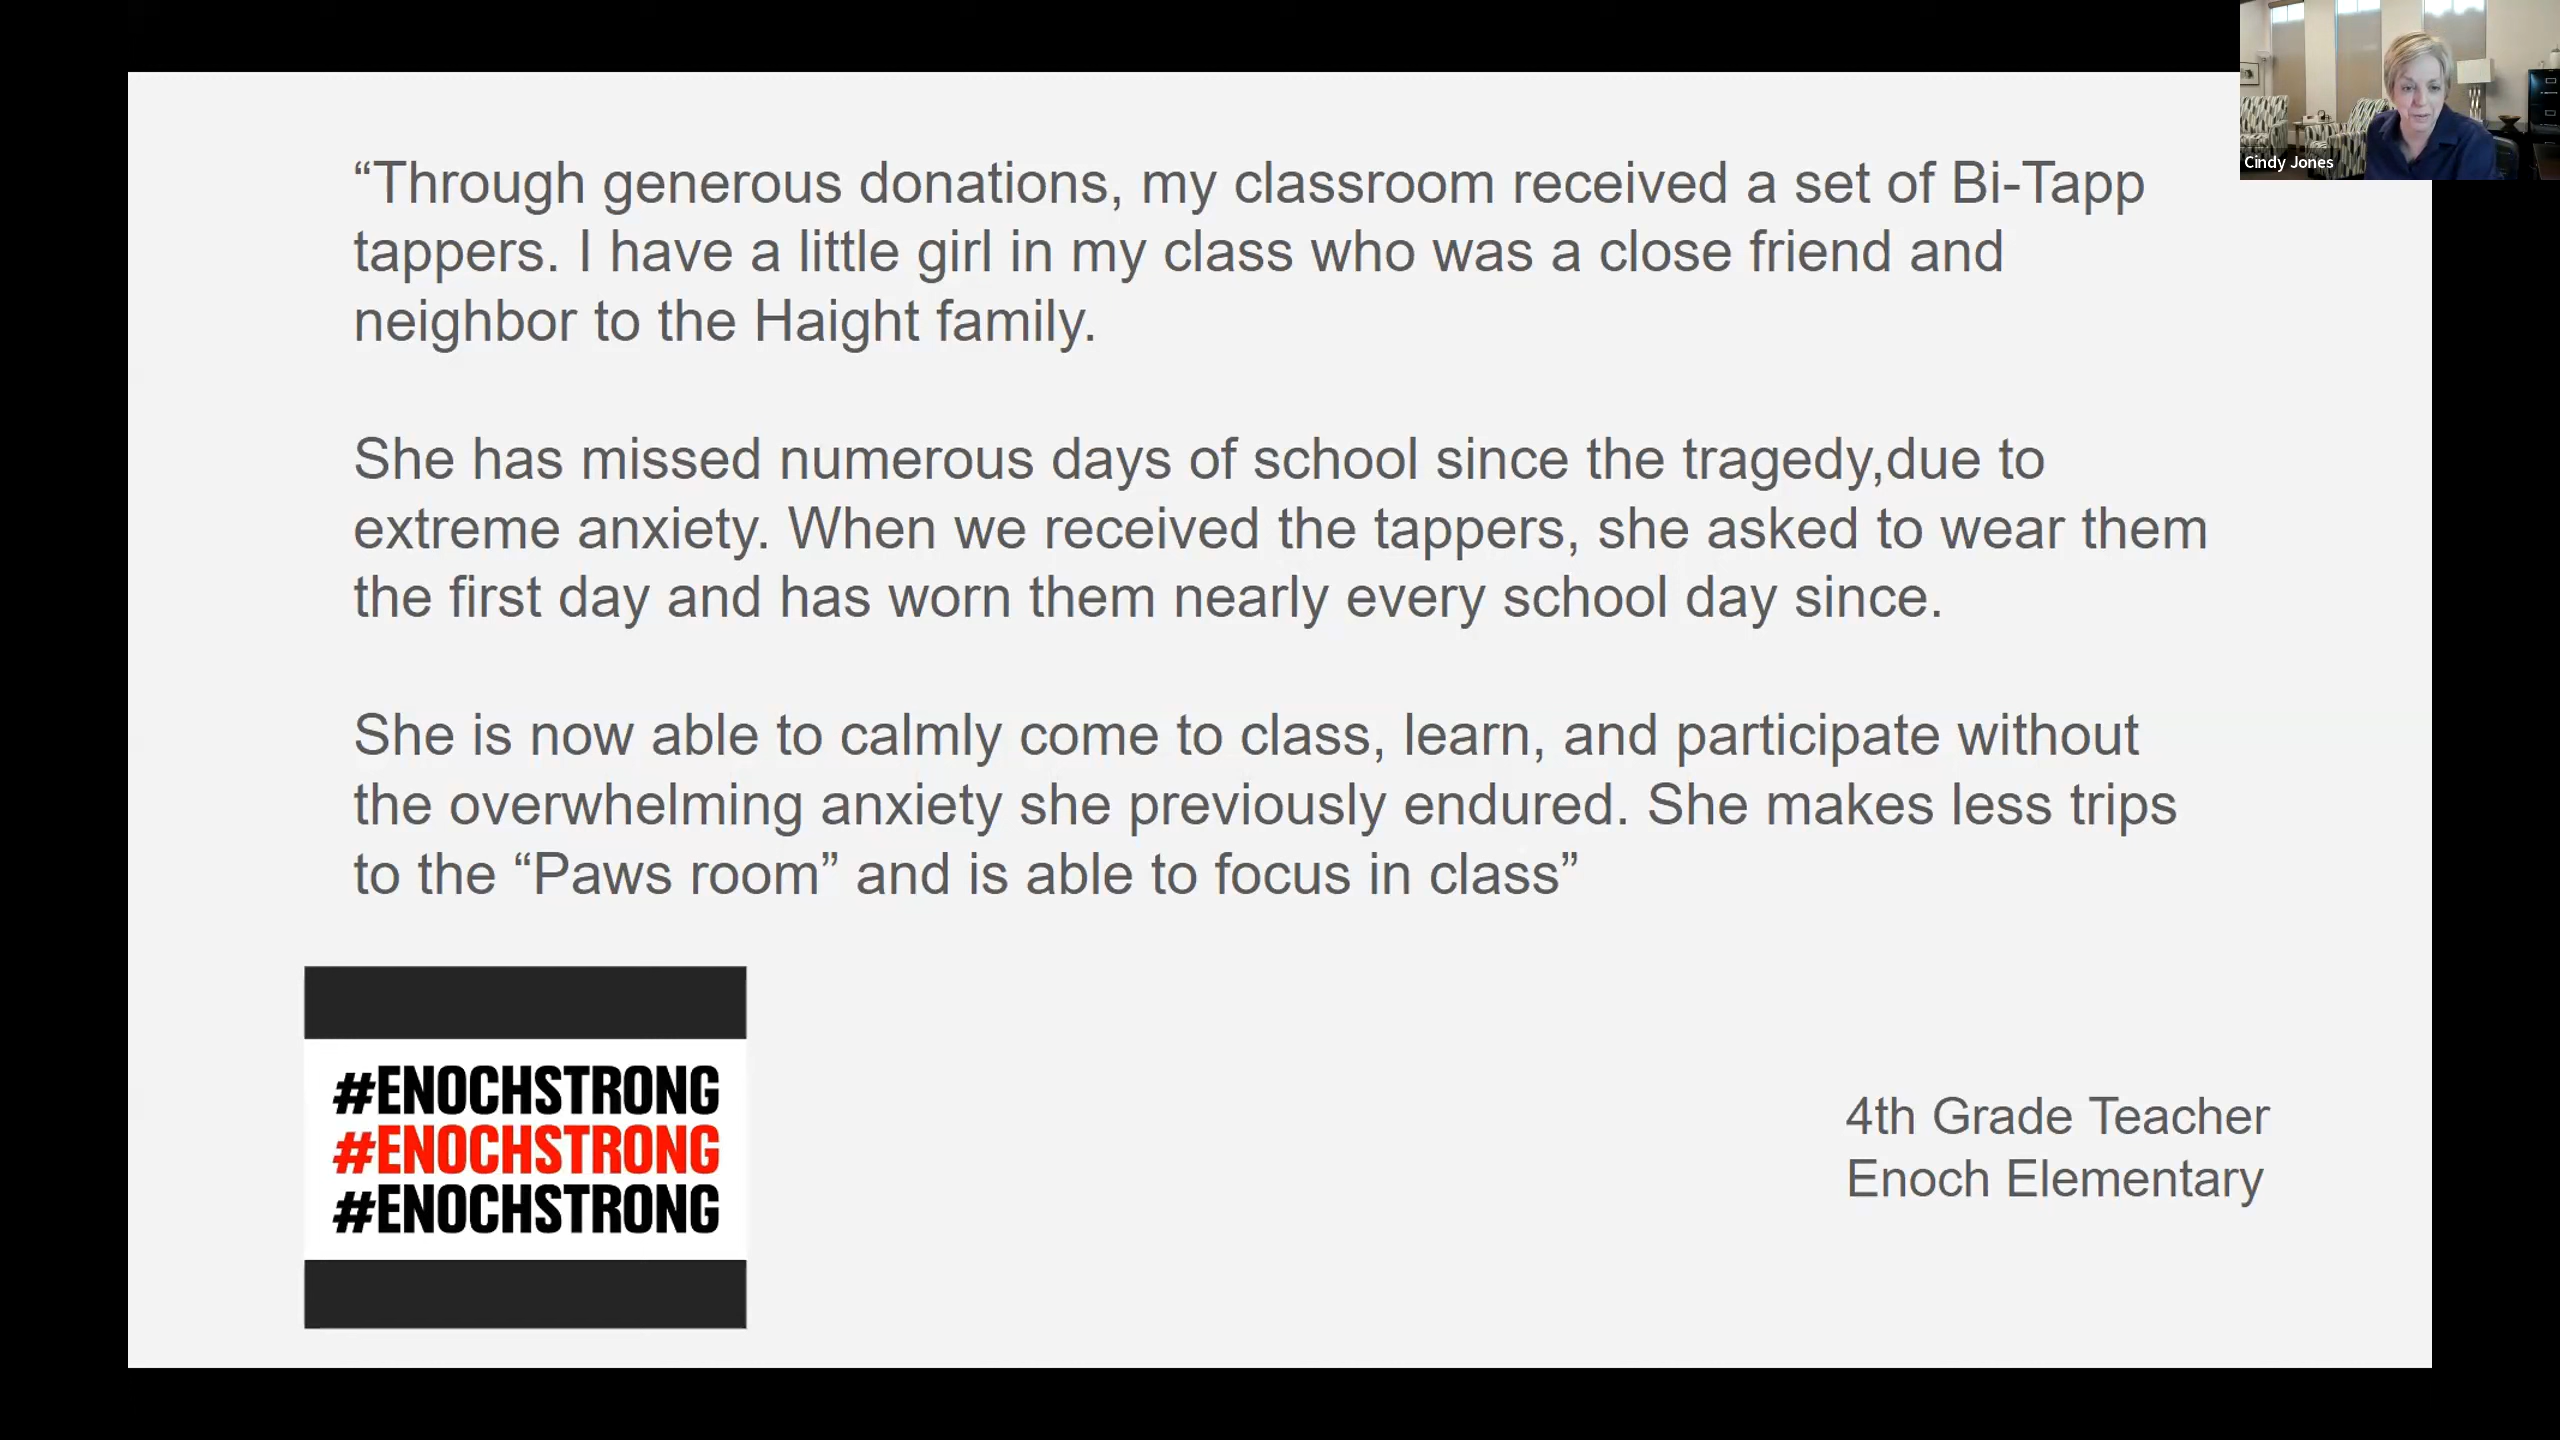 Cindy Jones
“Through generous donations, my classroom received a set of Bi-Tapp
tappers. I have a little girl in my class who was a close friend and
neighbor to the Haight family.
She has missed numerous days of school since the tragedy,due to
extreme anxiety. When we received the tappers, she asked to wear them
the first day and has worn them nearly every school day since.
She is now able to calmly come to class, learn, and participate without
the overwhelming anxiety she previously endured. She makes less trips
to the “Paws room” and is able to focus in class”
#ENOCHSTRONG
#ENOCHSTRONG
#ENOCHSTRONG
4th Grade Teacher
Enoch Elementary